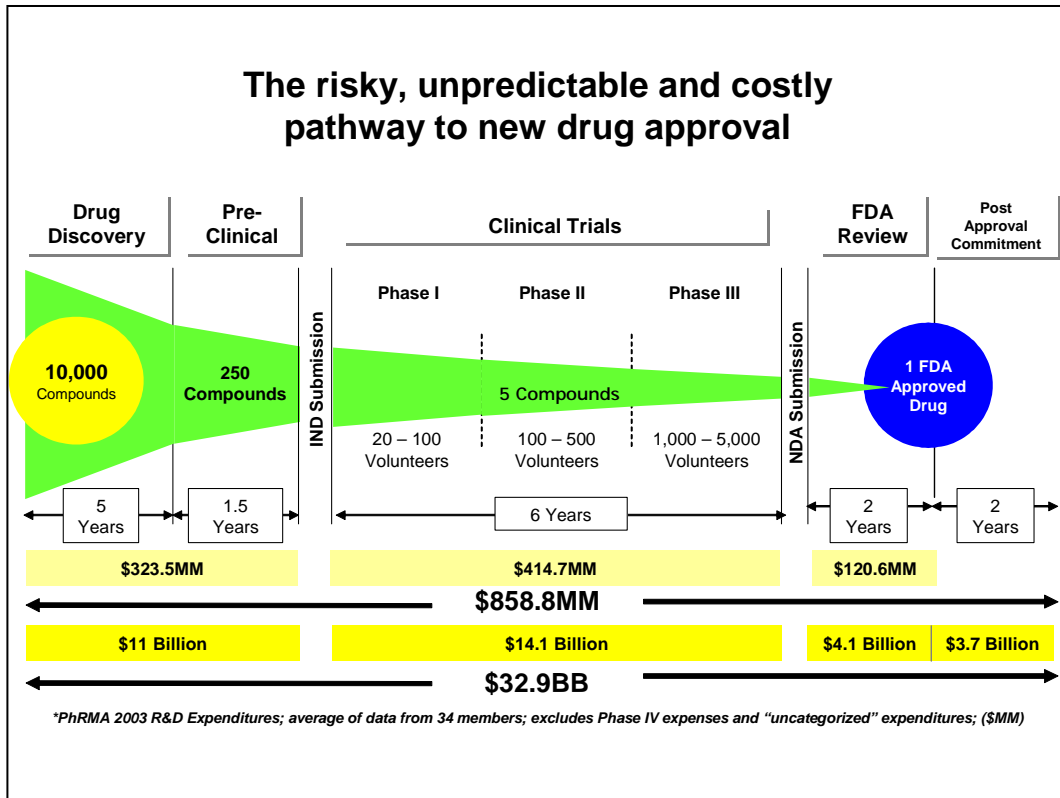 The risky, unpredictable and costly
pathway to new drug approval
Drug
Discovery
Pre-
Clinical
Clinical Trials
FDA
Review
Post
Approval
Commitment
Phase I
Phase II
Phase III
10,000
Compounds
250
Compounds
IND Submission
5 Compounds
NDA Submission
1 FDA
Approved
Drug
20 – 100
Volunteers
100 – 500
Volunteers
1,000 – 5,000
Volunteers
5
Years
1.5
Years
6 Years
2
Years
2
Years
$323.5MM
$414.7MM
$120.6MM
$858.8MM
$11 Billion
$14.1 Billion
$4.1 Billion
$3.7 Billion
$32.9BB
*PhRMA 2003 R&D Expenditures; average of data from 34 members; excludes Phase IV expenses and “uncategorized” expenditures; ($MM)